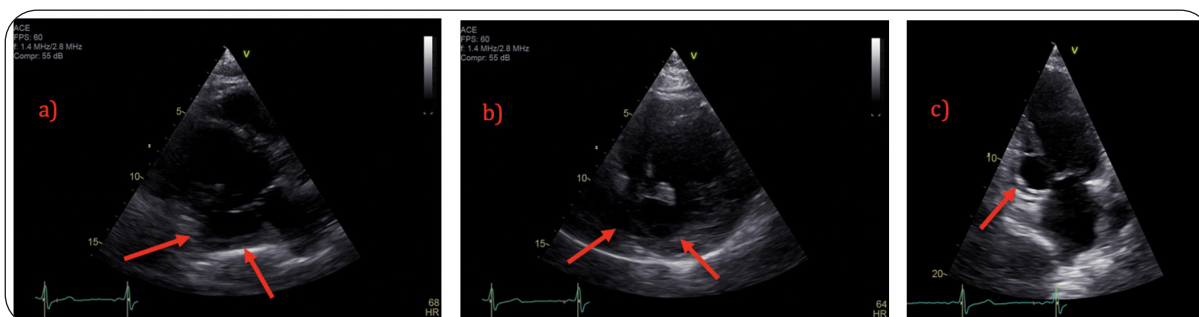 ACE
FPS: 60
f: 1.4 MHz/2.8 MHz
Compr: 55 dB
V
a)
5
10
15
68
HR
ACE
FPS: 60
f: 1.4 MHz/2.8 MHz
Compr: 55 dB
V
b)
5
10
15
64
HR
V
c)
10
20